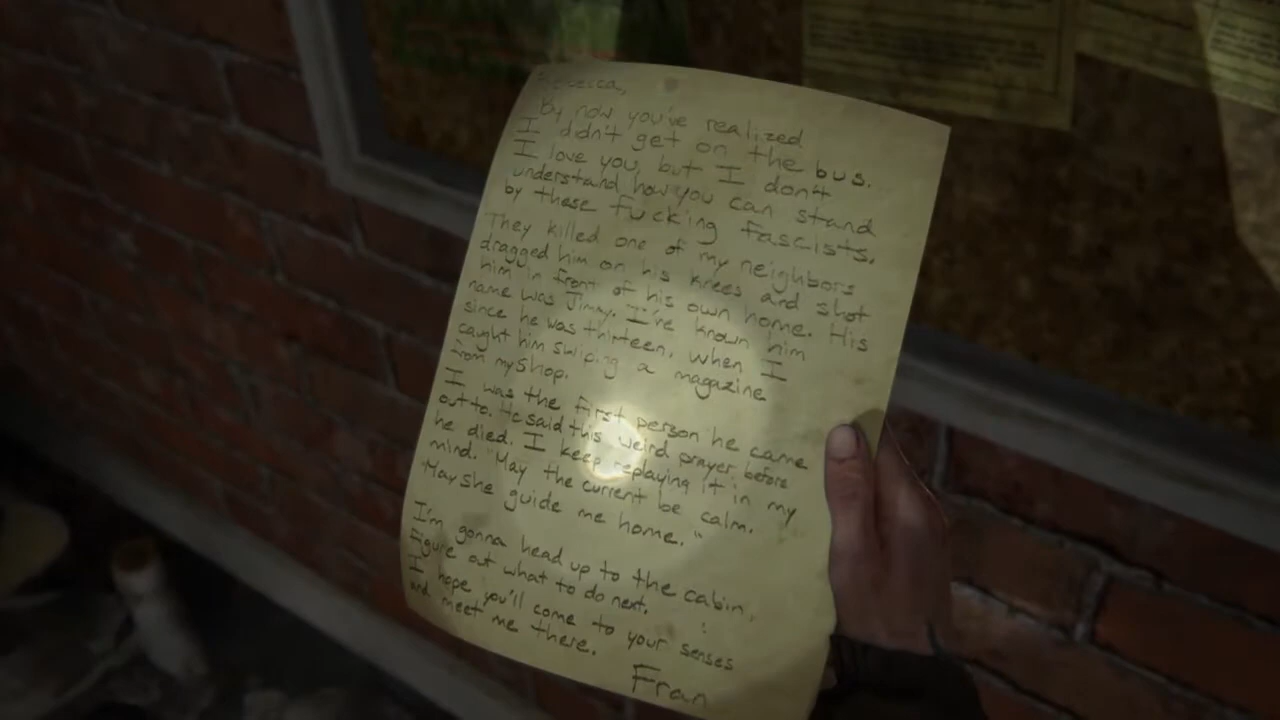 By now you've realized
I didn't get on the bus.
I love you, but I don't
understand how you can stand
by these fucking fascists.
They killed one of my neighbors
dragged him on his knees and shot
him in front of his own home. His
name was Jimmy. I've known him
since he was thirteen. When I
caught him swiping a magazine
from my shop.
I was the first person he came
out to. He said this weird prayer before
he died. I keep replaying it in my
mind. "May the current be calm.
May she guide me home."
I'm gonna head up to the cabin,
figure out what to do next.
I hope you'll come to your senses
and meet me there.
Fran